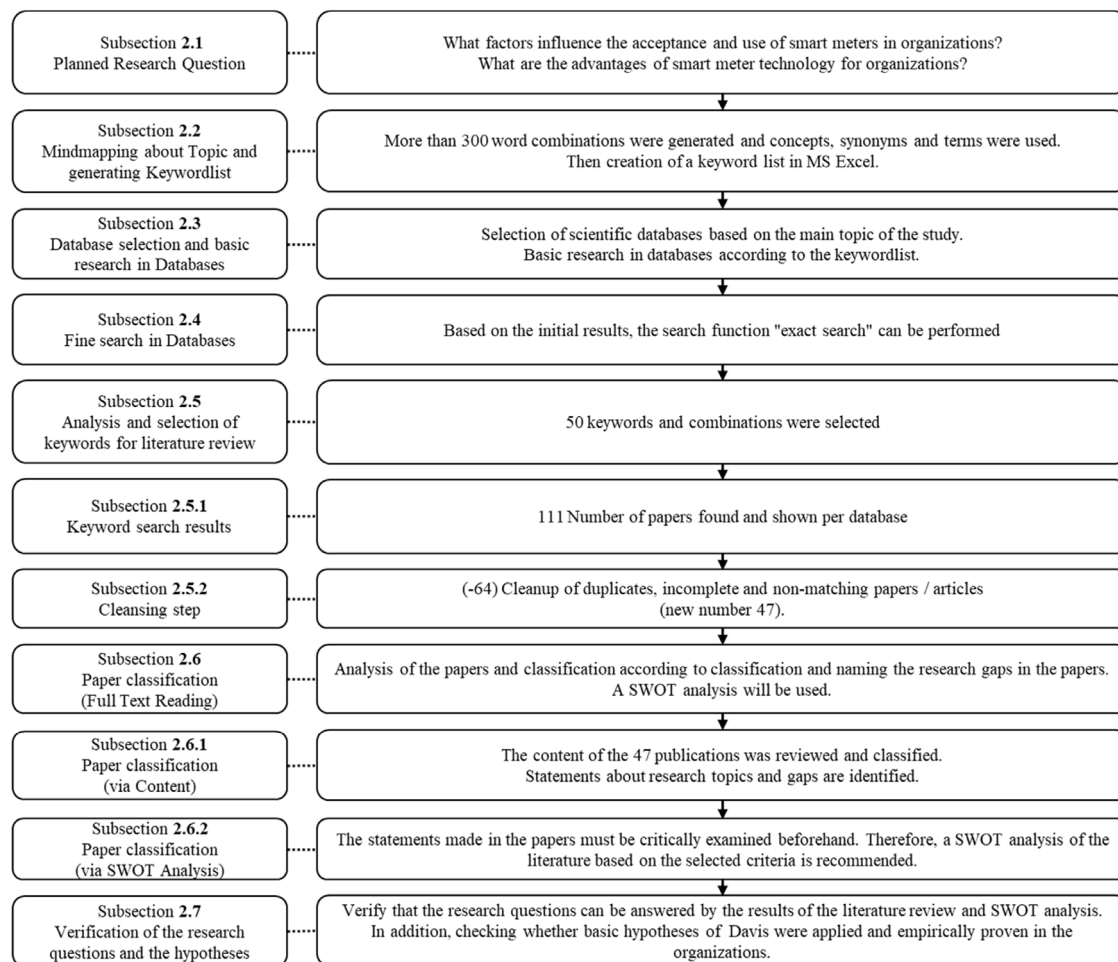 Subsection 2.1
Planned Research Question
What factors influence the acceptance and use of smart meters in organizations?
What are the advantages of smart meter technology for organizations?
Subsection 2.2
Mindmapping about Topic and
generating Keywordlist
More than 300 word combinations were generated and concepts, synonyms and terms were used.
Then creation of a keyword list in MS Excel.
Subsection 2.3
Database selection and basic
research in Databases
Selection of scientific databases based on the main topic of the study.
Basic research in databases according to the keywordlist.
Subsection 2.4
Fine search in Databases
Based on the initial results, the search function "exact search" can be performed
Subsection 2.5
Analysis and selection of
keywords for literature review
50 keywords and combinations were selected
Subsection 2.5.1
Keyword search results
111 Number of papers found and shown per database
Subsection 2.5.2
Cleansing step
(-64) Cleanup of duplicates, incomplete and non-matching papers / articles
(new number 47).
Subsection 2.6
Paper classification
(Full Text Reading)
Analysis of the papers and classification according to classification and naming the research gaps in the papers.
A SWOT analysis will be used.
Subsection 2.6.1
Paper classification
(via Content)
The content of the 47 publications was reviewed and classified.
Statements about research topics and gaps are identified.
Subsection 2.6.2
Paper classification
(via SWOT Analysis)
The statements made in the papers must be critically examined beforehand. Therefore, a SWOT analysis of the
literature based on the selected criteria is recommended.
Subsection 2.7
Verification of the research
questions and the hypotheses
Verify that the research questions can be answered by the results of the literature review and SWOT analysis.
In addition, checking whether basic hypotheses of Davis were applied and empirically proven in the
organizations.